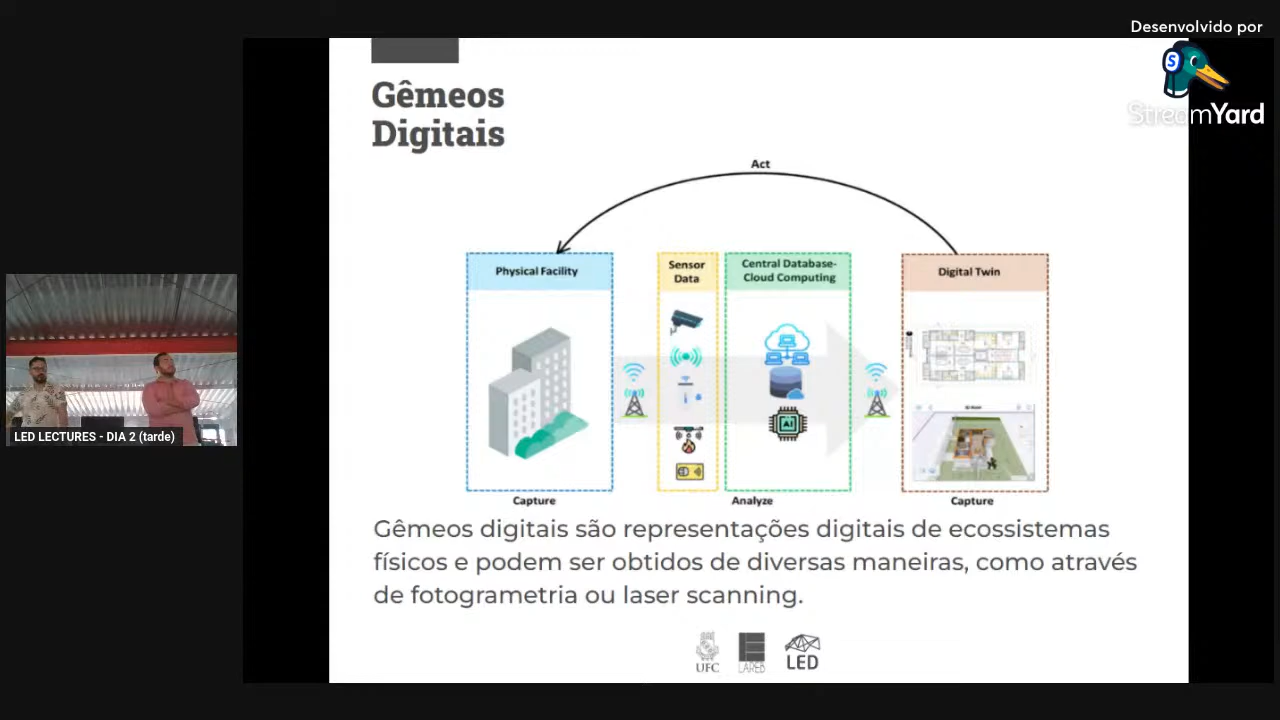 Desenvolvido por
StreamYard
Gêmeos
Digitais
Act
Physical Facility
Sensor
Data
Central Database-
Cloud Computing
Digital Twin
AI
Capture
Analyze
Capture
Gêmeos digitais são representações digitais de ecossistemas
físicos e podem ser obtidos de diversas maneiras, como através
de fotogrametria ou laser scanning.
UFC
LAREB
LED
LED LECTURES - DIA 2 (tarde)